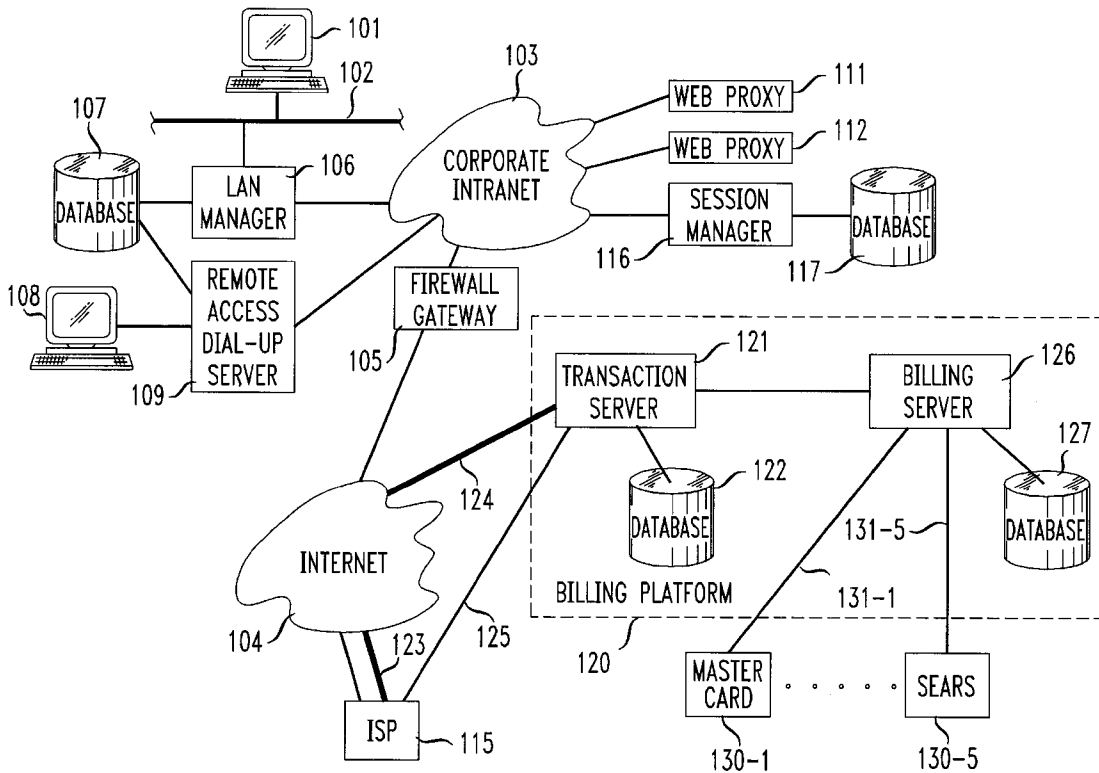 101
102
103
107
106
DATABASE
LAN
MANAGER
CORPORATE
INTRANET
WEB PROXY
111
WEB PROXY
112
SESSION
MANAGER
116
DATABASE
117
108
REMOTE
ACCESS
DIAL-UP
SERVER
109
FIREWALL
GATEWAY
105
121
TRANSACTION
SERVER
126
BILLING
SERVER
124
122
DATABASE
127
DATABASE
INTERNET
104
131-5
131-1
BILLING PLATFORM
120
123
125
ISP
115
MASTER
CARD
130-1
SEARS
130-5